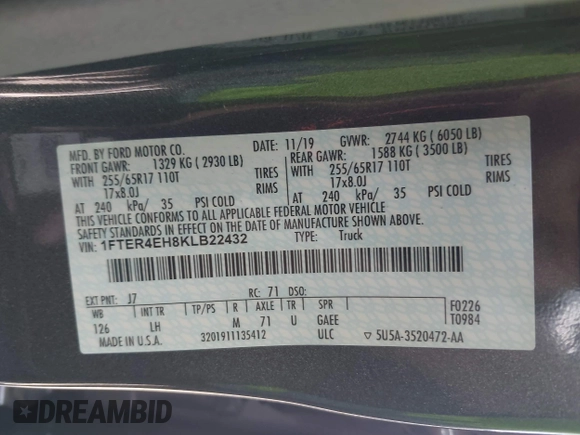 MFD. BY FORD MOTOR CO. DATE: 11/19 GVWR: 2744 KG ( 6050 LB)
FRONT GAWR: 1329 KG ( 2930 LB) REAR GAWR: 1588 KG ( 3500 LB)
WITH 255/65R17 110T TIRES WITH 255/65R17 110T TIRES
17x8.0J RIMS 17x8.0J RIMS
AT 240 kPa/ 35 PSI COLD AT 240 kPa/ 35 PSI COLD
THIS VEHICLE CONFORMS TO ALL APPLICABLE FEDERAL MOTOR VEHICLE
SAFETY STANDARDS IN EFFECT ON THE DATE OF MANUFACTURE SHOWN ABOVE.
VIN: 1FTER4EH8KLB22432 TYPE: Truck
EXT PNT: J7 RC: 71 DSO:
WB INT TR TP/PS R AX TR SPR F0226
126 LH M 71 U GAEE T0984
MADE IN U.S.A. 3201911135412 ULC ▽ 5U5A-3520472-AA
DREAMBID